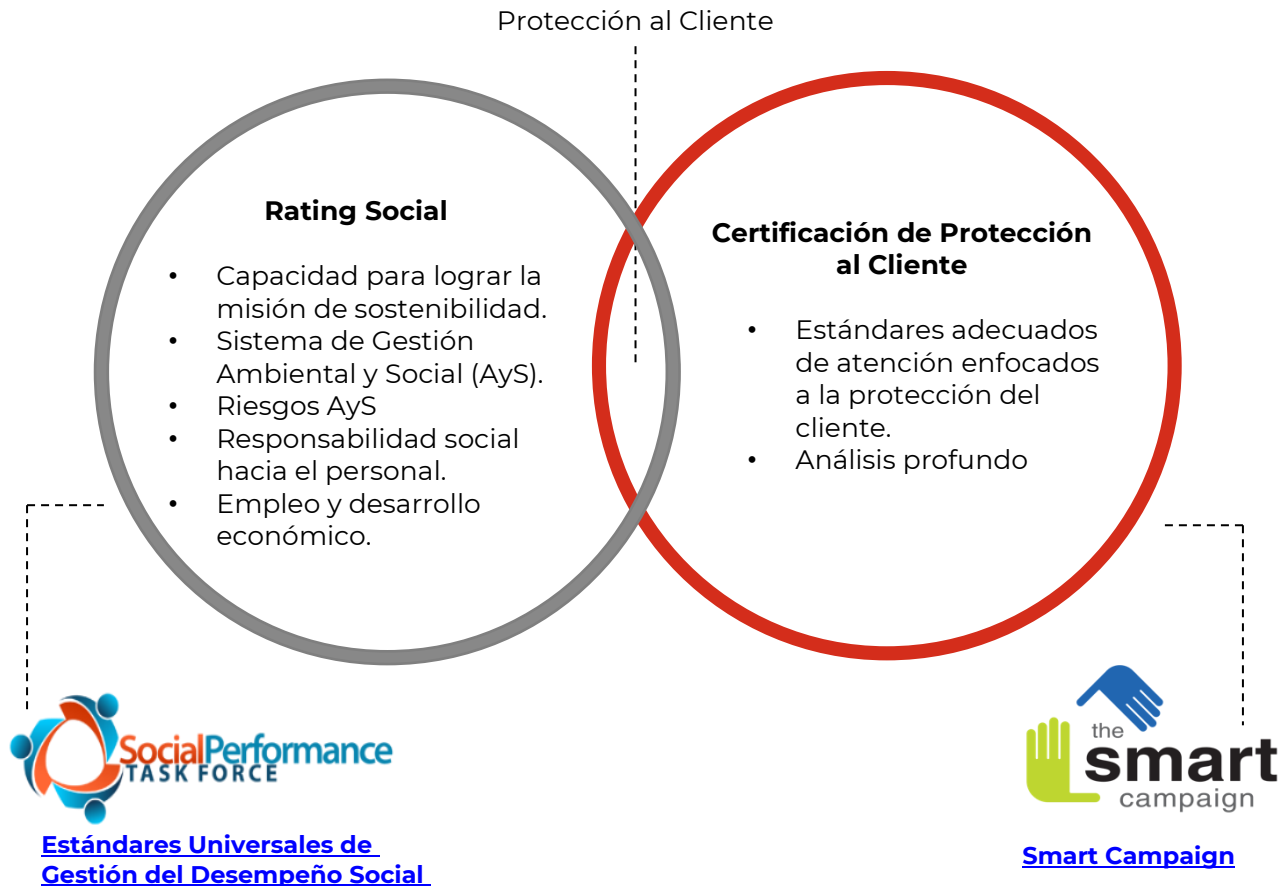 Protección al Cliente
Rating Social
• Capacidad para lograr la
misión de sostenibilidad.
• Sistema de Gestión
Ambiental y Social (AyS).
• Riesgos AyS
• Responsabilidad social
hacia el personal.
• Empleo y desarrollo
económico.
Certificación de Protección
al Cliente
• Estándares adecuados
de atención enfocados
a la protección del
cliente.
• Análisis profundo
SocialPerformance
TASK FORCE
Estándares Universales de
Gestión del Desempeño Social
the
smart
campaign
Smart Campaign